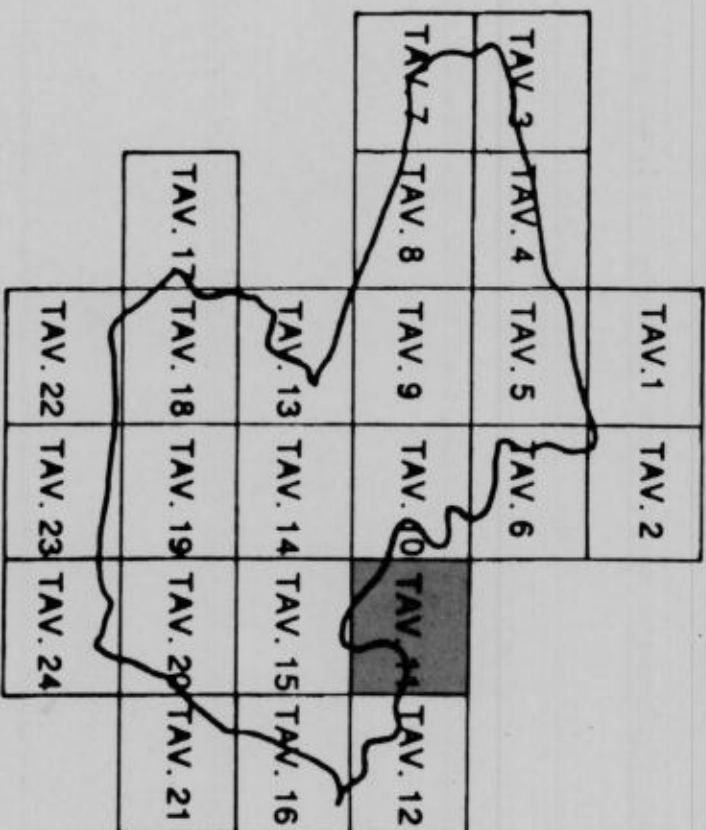 TAV.1
TAV. 2
TAV. 3
TAV. 4
TAV. 5
TAV. 6
TAV. 7
TAV. 8
TAV. 9
TAV. 10
TAV. 11
TAV. 12
TAV. 13
TAV. 14
TAV. 15
TAV. 16
TAV. 17
TAV. 18
TAV. 19
TAV. 20
TAV. 21
TAV. 22
TAV. 23
TAV. 24